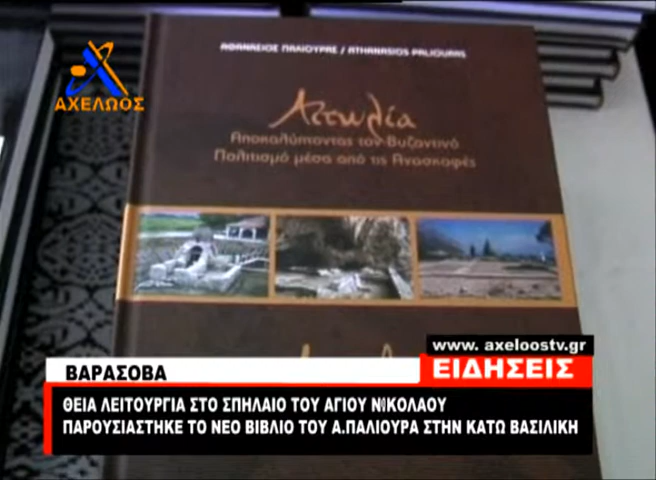 ΑΘΑΝΑΣΙΟΣ ΠΑΛΙΟΥΡΑΣ / ATHANASIOS PALIOURAS
ΑΧΕΛΩΟΣ
Αιτωλία
Αποκαλύπτοντας τον Βυζαντινό
Πολιτισμό μέσα από τις Ανασκαφές
www.axeloostv.gr
ΒΑΡΑΣΟΒΑ
ΕΙΔΗΣΕΙΣ
ΘΕΙΑ ΛΕΙΤΟΥΡΓΙΑ ΣΤΟ ΣΠΗΛΑΙΟ ΤΟΥ ΑΓΙΟΥ ΝΙΚΟΛΑΟΥ
ΠΑΡΟΥΣΙΑΣΤΗΚΕ ΤΟ ΝΕΟ ΒΙΒΛΙΟ ΤΟΥ Α.ΠΑΛΙΟΥΡΑ ΣΤΗΝ ΚΑΤΩ ΒΑΣΙΛΙΚΗ